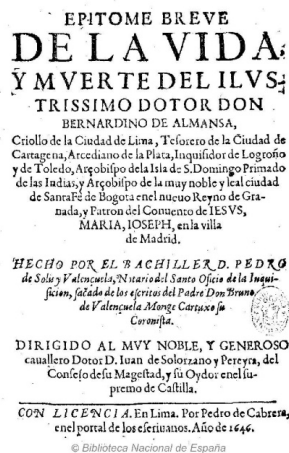 EPITOME BREVE
DE LA VIDA,
Y MVERTE DEL ILVS-
TRISSIMO DOTOR DON
BERNARDINO DE ALMANSA,
Criollo de la Ciudad de Lima, Tesorero de la Ciudad de
Cartagena, Arcediano de la Plata, Inquisidor de Logroño
y de Toledo, Arçobispo dela Isla de S. Domingo Primado
de las Indias, y Arçobispo de la muy noble y leal ciudad
de Santa Fé de Bogota en el nueuo Reyno de Gra-
nada, y Patron del Conuento de IESVS,
MARIA, IOSEPH, en la villa
de Madrid.
HECHO POR EL BACHILLER D. PEDRO
de Solis y Valençuela, Notario del Santo Oficio de la Inqui-
sicion, sacado de los escritos del Padre Don Bruno
de Valençuela Monge Cartuxo su
Coronista.
DIRIGIDO AL MVY NOBLE, Y GENEROSO
cauallero Dotor D. Iuan de Solorzano y Pereyra, del
Consejo de su Magestad, y su Oydor en el su-
premo de Castilla.
CON LICENCIA. En Lima. Por Pedro de Cabrera,
en el portal de los escriuanos. Año de 1646.
© Biblioteca Nacional de España